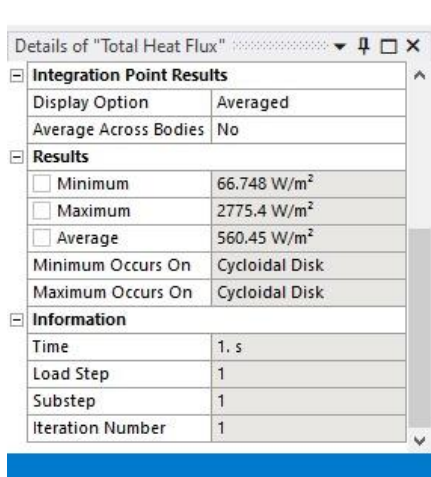 Details of "Total Heat Flux"
Integration Point Results
Display Option Averaged
Average Across Bodies No
Results
Minimum 66.748 W/m²
Maximum 2775.4 W/m²
Average 560.45 W/m²
Minimum Occurs On Cycloidal Disk
Maximum Occurs On Cycloidal Disk
Information
Time 1. s
Load Step 1
Substep 1
Iteration Number 1